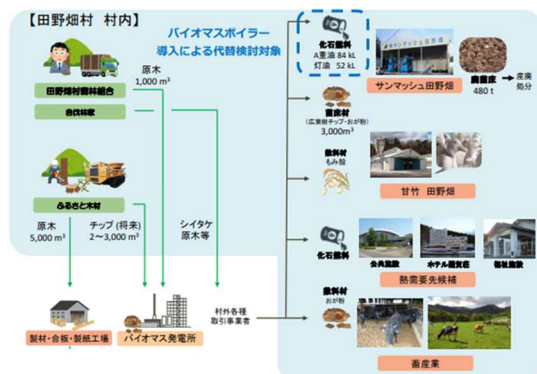 【田野畑村 村内】
バイオマスボイラー
導入による代替検討対象
原木
1,000 m³
田野畑村森林組合
自伐林家
ふるさと木材
原木
5,000 m³
チップ (将来)
2～3,000 m³
シイタケ
原木等
製材・合板・製紙工場
バイオマス発電所
村外各種
取引事業者
化石燃料
A重油 84 kL
灯油 52 kL
サンマッシュ田野畑
廃菌床
480 t
産廃
処分
菌床材
(広葉樹チップ・おが粉)
3,000m³
敷料材
もみ殻
甘竹 田野畑
化石燃料
公共施設
ホテル羅賀荘
福祉施設
熱需要先候補
敷料材
おが粉
畜産業